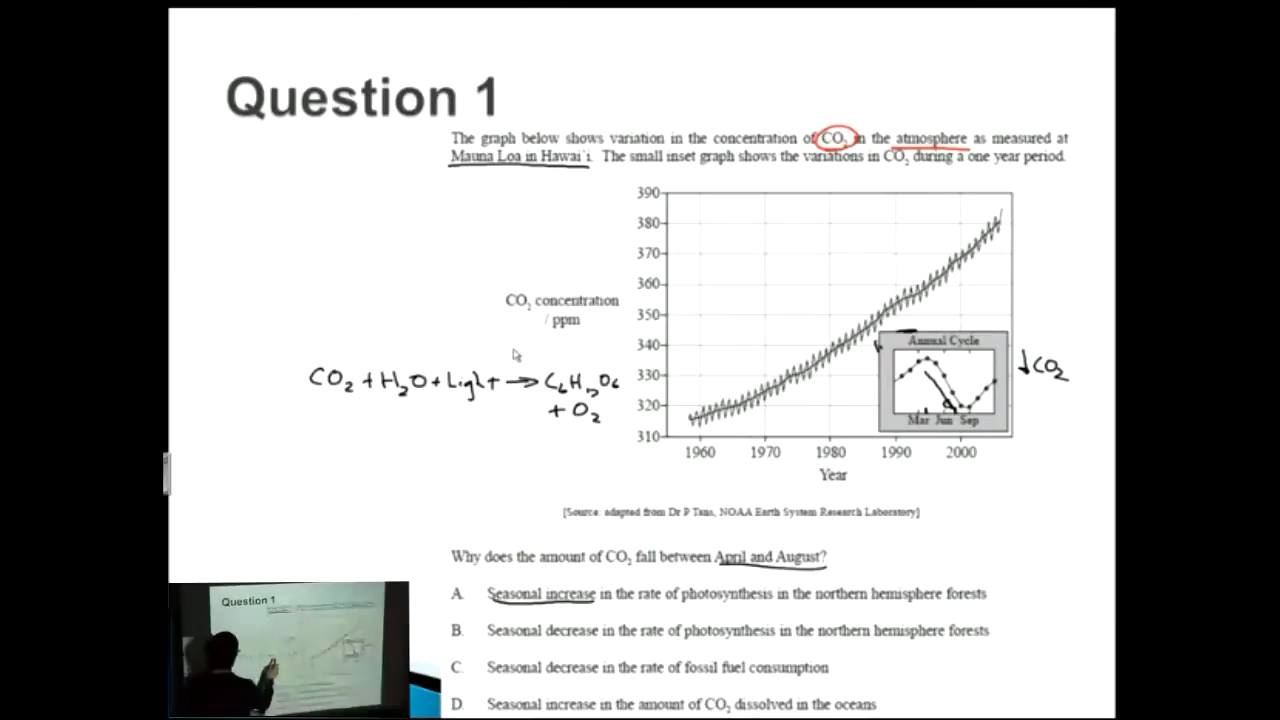 Question 1
The graph below shows variation in the concentration of CO₂ in the atmosphere as measured at
Mauna Loa in Hawai`i. The small inset graph shows the variations in CO₂ during a one year period.
390
380
370
360
350
340
330
320
310
CO₂ concentration
/ ppm
1960 1970 1980 1990 2000
Year
Annual Cycle
Mar Jun Sep
↓CO₂
CO₂ + H₂O + Light → C₆H₁₂O₆
+ O₂
[Source: adapted from Dr P Tans, NOAA Earth System Research Laboratory]
Why does the amount of CO₂ fall between April and August?
A. Seasonal increase in the rate of photosynthesis in the northern hemisphere forests
B. Seasonal decrease in the rate of photosynthesis in the northern hemisphere forests
C. Seasonal decrease in the rate of fossil fuel consumption
D. Seasonal increase in the amount of CO₂ dissolved in the oceans
Question 1